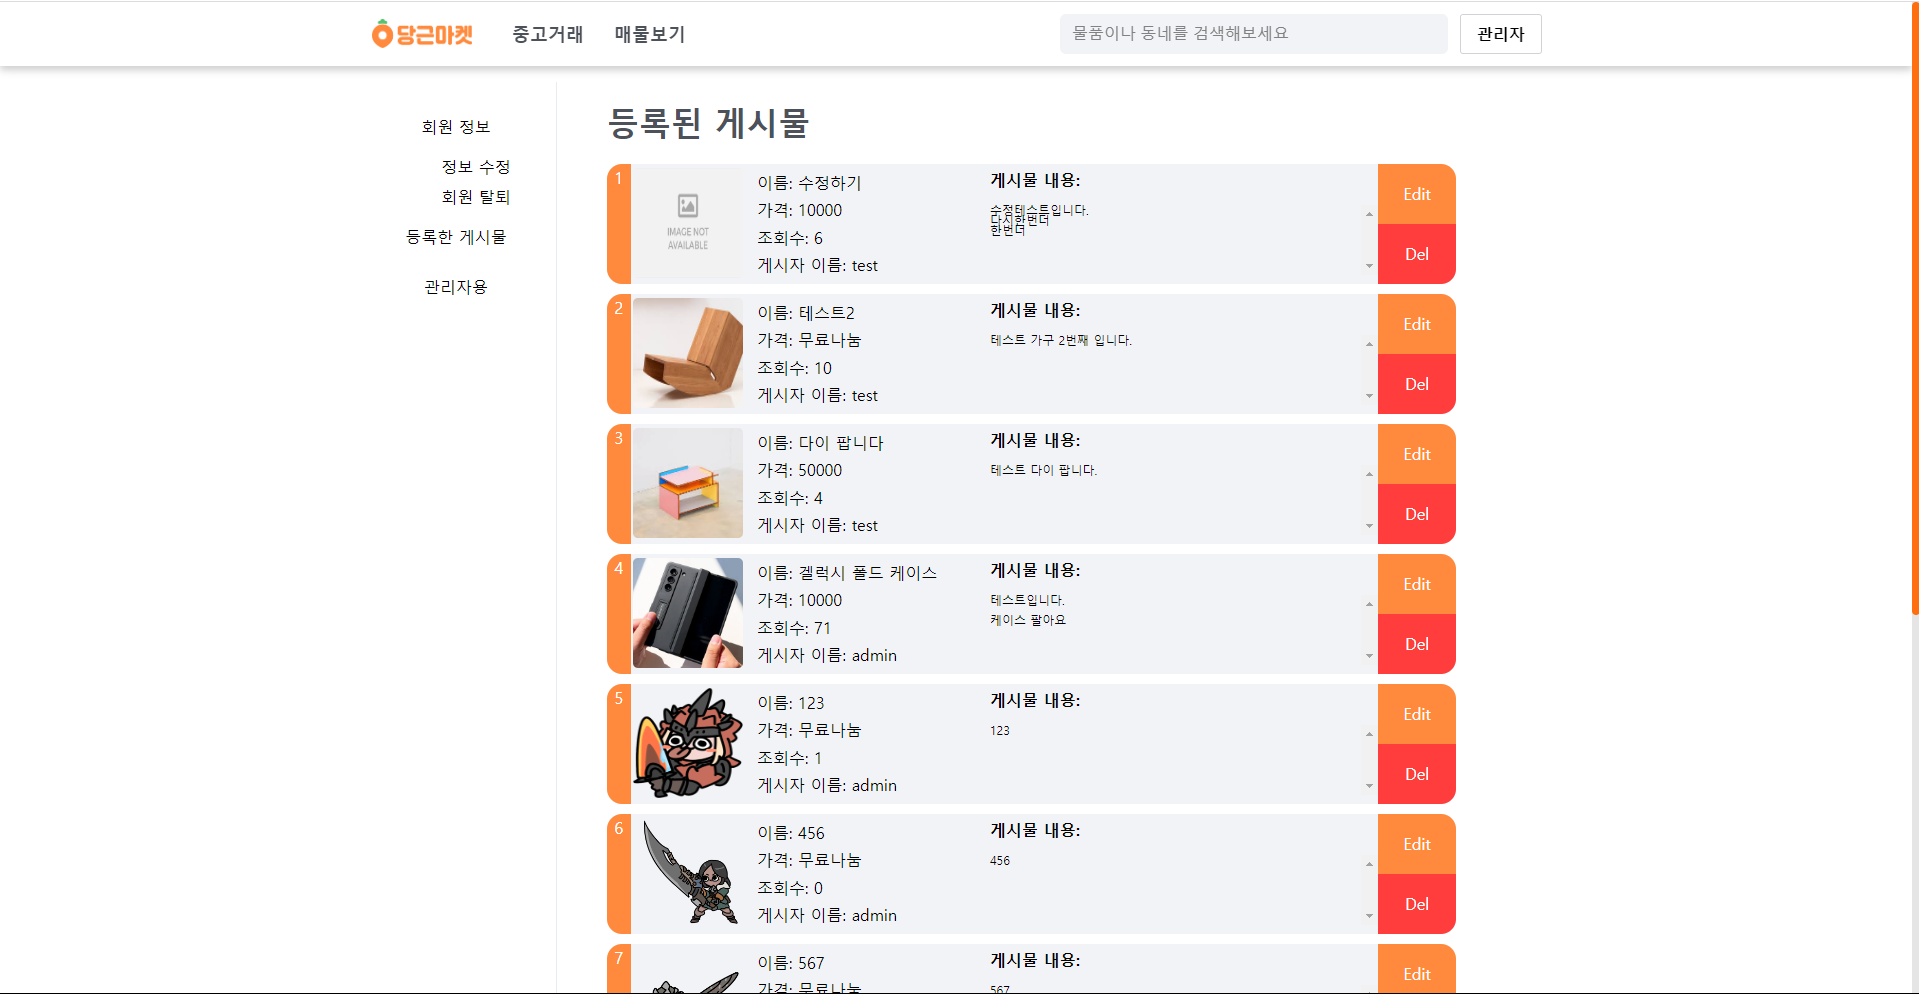 당근마켓
중고거래
매물보기
물품이나 동네를 검색해보세요
관리자
회원 정보
정보 수정
회원 탈퇴
등록한 게시물
관리자용
등록된 게시물
1
IMAGE NOT
AVAILABLE
이름: 수정하기
가격: 10000
조회수: 6
게시자 이름: test
게시물 내용:
수정테스트입니다.
다시한번더
한번더
Edit
Del
2
이름: 테스트2
가격: 무료나눔
조회수: 10
게시자 이름: test
게시물 내용:
테스트 가구 2번째 입니다.
Edit
Del
3
이름: 다이 팝니다
가격: 50000
조회수: 4
게시자 이름: test
게시물 내용:
테스트 다이 팝니다.
Edit
Del
4
이름: 겔럭시 폴드 케이스
가격: 10000
조회수: 71
게시자 이름: admin
게시물 내용:
테스트입니다.
케이스 팔아요
Edit
Del
5
이름: 123
가격: 무료나눔
조회수: 1
게시자 이름: admin
게시물 내용:
123
Edit
Del
6
이름: 456
가격: 무료나눔
조회수: 0
게시자 이름: admin
게시물 내용:
456
Edit
Del
7
이름: 567
가격: 무료나눔
게시물 내용:
567
Edit